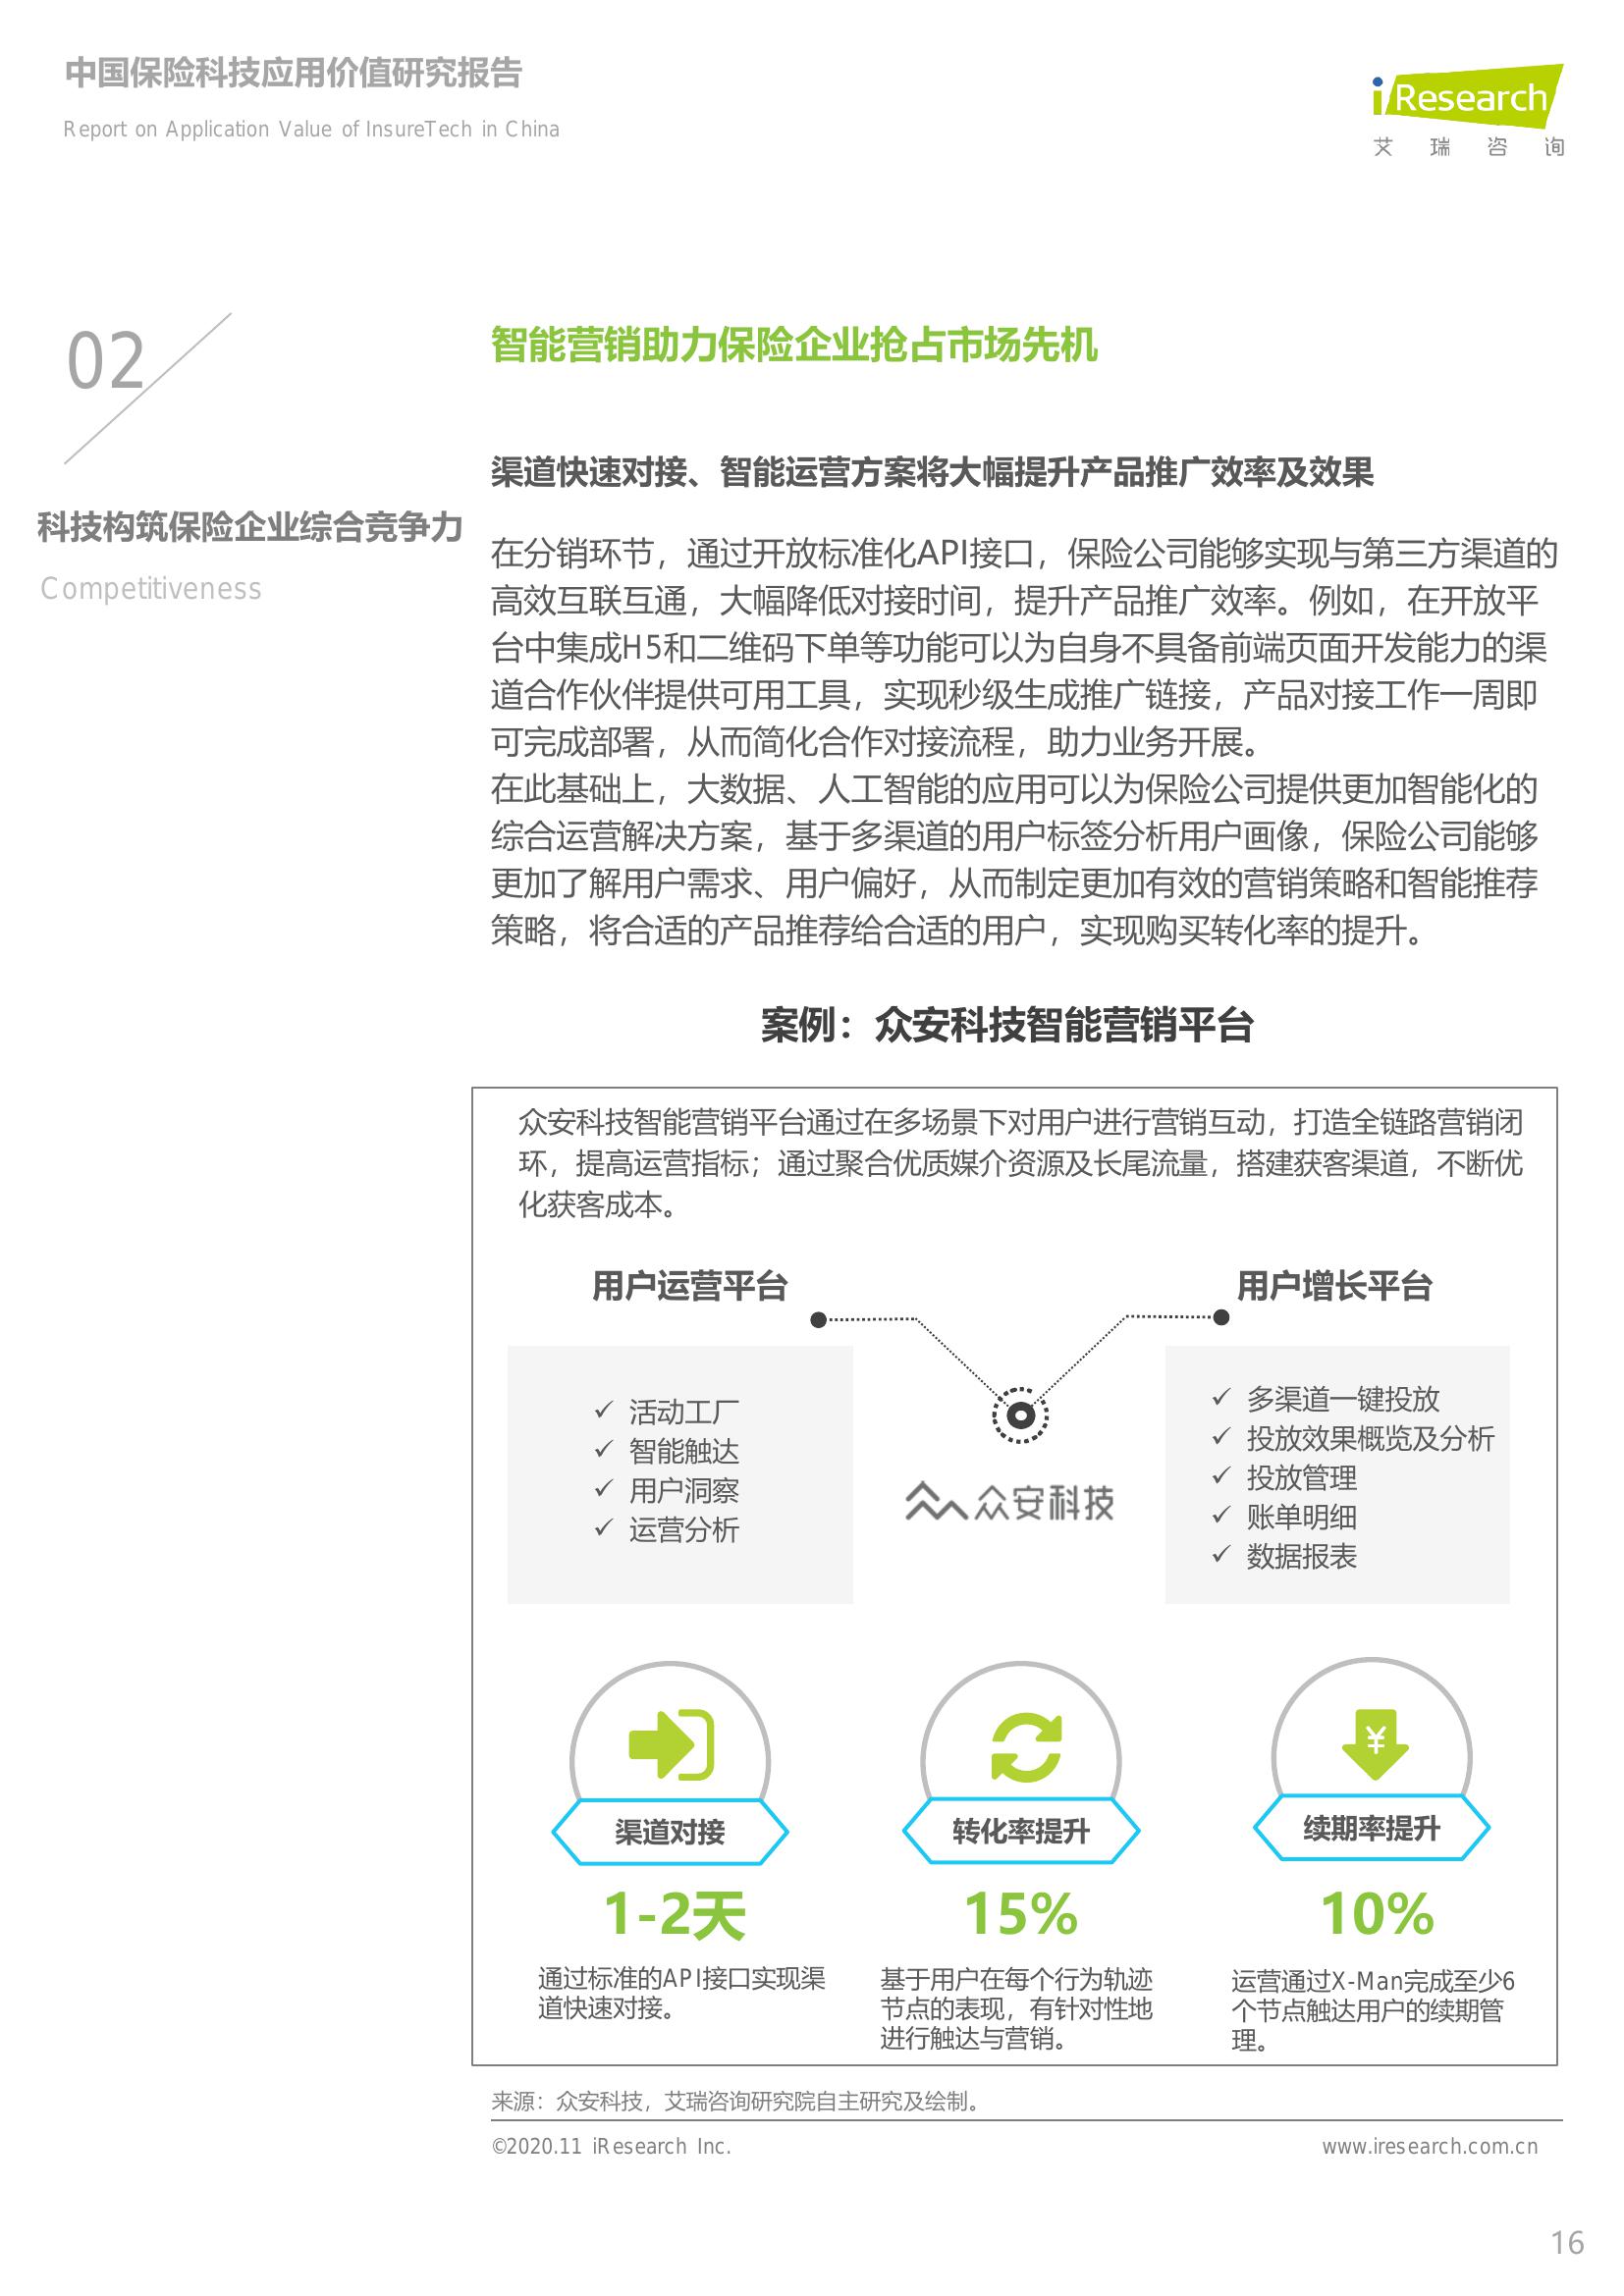 中国保险科技应用价值研究报告
Report on Application Value of InsureTech in China
iResearch
艾瑞咨询
02
科技构筑保险企业综合竞争力
Competitiveness
智能营销助力保险企业抢占市场先机
渠道快速对接、智能运营方案将大幅提升产品推广效率及效果
在分销环节，通过开放标准化API接口，保险公司能够实现与第三方渠道的
高效互联互通，大幅降低对接时间，提升产品推广效率。例如，在开放平
台中集成H5和二维码下单等功能可以为自身不具备前端页面开发能力的渠
道合作伙伴提供可用工具，实现秒级生成推广链接，产品对接工作一周即
可完成部署，从而简化合作对接流程，助力业务开展。
在此基础上，大数据、人工智能的应用可以为保险公司提供更加智能化的
综合运营解决方案，基于多渠道的用户标签分析用户画像，保险公司能够
更加了解用户需求、用户偏好，从而制定更加有效的营销策略和智能推荐
策略，将合适的产品推荐给合适的用户，实现购买转化率的提升。
案例：众安科技智能营销平台
众安科技智能营销平台通过在多场景下对用户进行营销互动，打造全链路营销闭
环，提高运营指标；通过聚合优质媒介资源及长尾流量，搭建获客渠道，不断优
化获客成本。
用户运营平台
✓ 活动工厂
✓ 智能触达
✓ 用户洞察
✓ 运营分析
众安科技
用户增长平台
✓ 多渠道一键投放
✓ 投放效果概览及分析
✓ 投放管理
✓ 账单明细
✓ 数据报表
渠道对接
1-2天
通过标准的API接口实现渠
道快速对接。
转化率提升
15%
基于用户在每个行为轨迹
节点的表现，有针对性地
进行触达与营销。
¥
续期率提升
10%
运营通过X-Man完成至少6
个节点触达用户的续期管
理。
来源：众安科技，艾瑞咨询研究院自主研究及绘制。
©2020.11 iResearch Inc.
www.iresearch.com.cn
16